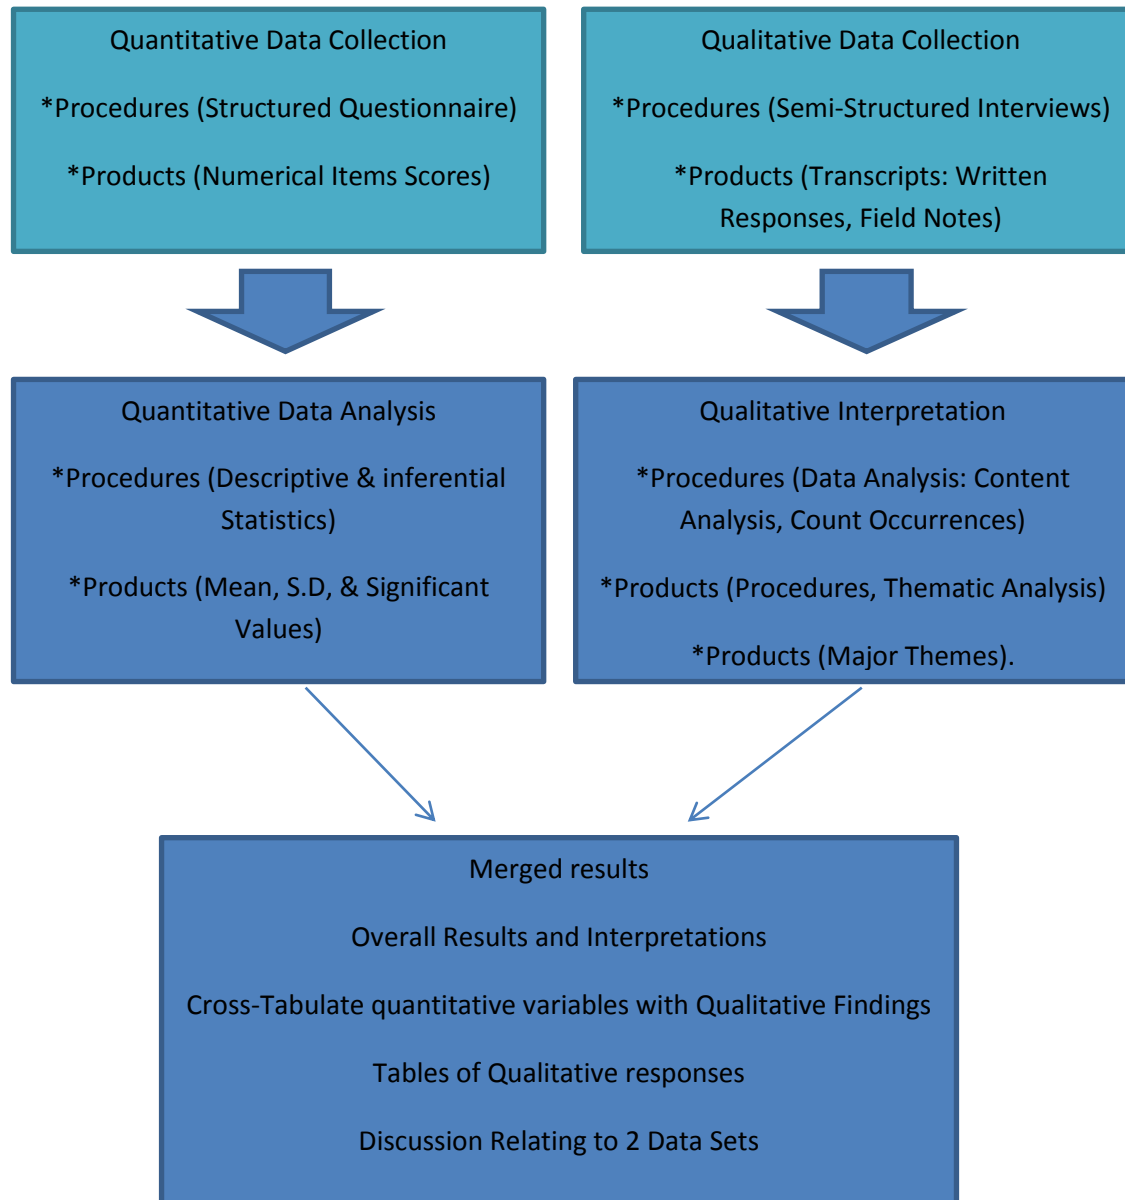 Quantitative Data Collection
*Procedures (Structured Questionnaire)
*Products (Numerical Items Scores)
Qualitative Data Collection
*Procedures (Semi-Structured Interviews)
*Products (Transcripts: Written
Responses, Field Notes)
Quantitative Data Analysis
*Procedures (Descriptive & inferential
Statistics)
*Products (Mean, S.D, & Significant
Values)
Qualitative Interpretation
*Procedures (Data Analysis: Content
Analysis, Count Occurrences)
*Products (Procedures, Thematic Analysis)
*Products (Major Themes).
Merged results
Overall Results and Interpretations
Cross-Tabulate quantitative variables with Qualitative Findings
Tables of Qualitative responses
Discussion Relating to 2 Data Sets